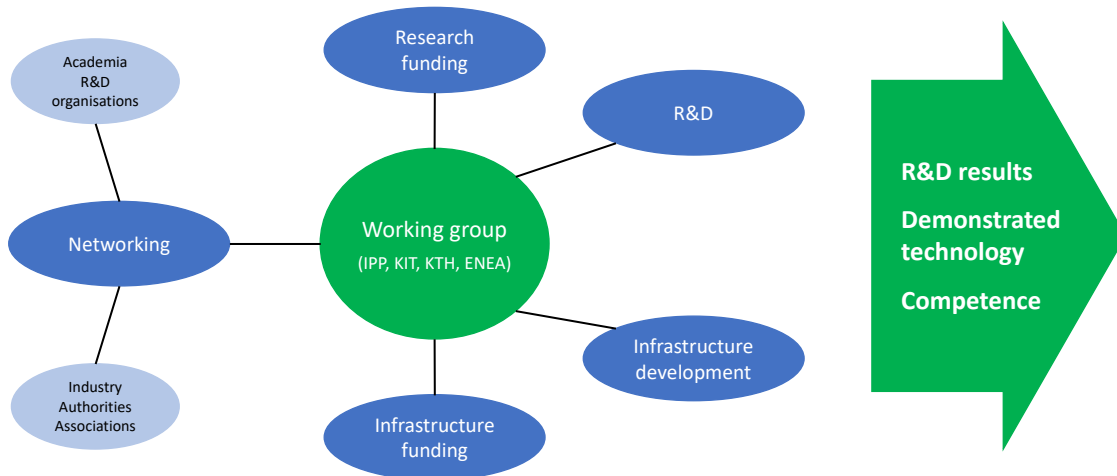 Research
funding
Academia
R&D
organisations
R&D
Networking
Working group
(IPP, KIT, KTH, ENEA)
Infrastructure
development
Industry
Authorities
Associations
Infrastructure
funding
R&D results
Demonstrated
technology
Competence